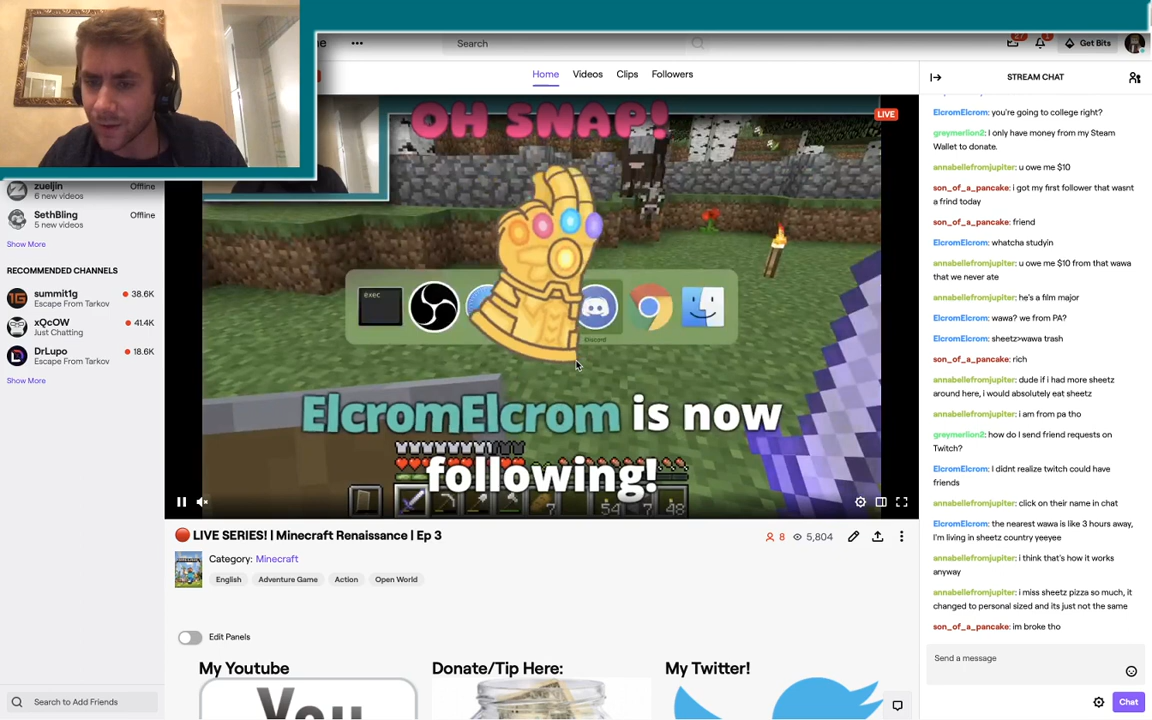 Search
Get Bits
Home
Videos
Clips
Followers
STREAM CHAT
zueljin
Offline
6 new videos
SethBling
Offline
5 new videos
Show More
RECOMMENDED CHANNELS
summit1g
38.6K
Escape From Tarkov
xQcOW
41.4K
Just Chatting
DrLupo
18.6K
Escape From Tarkov
Show More
OH SNAP!
LIVE
exec
Discord
ElcromElcrom is now
following!
7
54
7
48
🔴 LIVE SERIES! | Minecraft Renaissance | Ep 3
8
5,804
Category: Minecraft
English
Adventure Game
Action
Open World
Edit Panels
My Youtube
Donate/Tip Here:
My Twitter!
You
Search to Add Friends
ElcromElcrom: you're going to college right?
greymerlion2: I only have money from my Steam
Wallet to donate.
annabellefromjupiter: u owe me $10
son_of_a_pancake: i got my first follower that wasnt
a frind today
son_of_a_pancake: friend
ElcromElcrom: whatcha studyin
annabellefromjupiter: u owe me $10 from that wawa
that we never ate
annabellefromjupiter: he's a film major
ElcromElcrom: wawa? we from PA?
ElcromElcrom: sheetz>wawa trash
son_of_a_pancake: rich
annabellefromjupiter: dude if i had more sheetz
around here, i would absolutely eat sheetz
annabellefromjupiter: i am from pa tho
greymerlion2: how do I send friend requests on
Twitch?
ElcromElcrom: I didnt realize twitch could have
friends
annabellefromjupiter: click on their name in chat
ElcromElcrom: the nearest wawa is like 3 hours away,
I'm living in sheetz country yeeyee
annabellefromjupiter: i think that's how it works
anyway
annabellefromjupiter: i miss sheetz pizza so much, it
changed to personal sized and its just not the same
son_of_a_pancake: im broke tho
Send a message
Chat